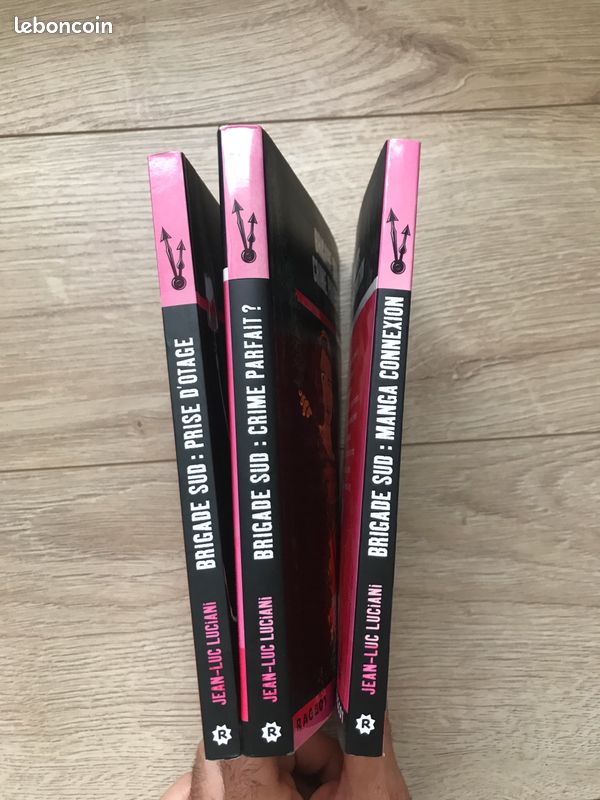 leboncoin
JEAN-LUC LUCiANi BRIGADE SUD : PRISE D'OTAGE
R
JEAN-LUC LUCiANi BRIGADE SUD : CRIME PARFAIT ?
R
RAGEOT
JEAN-LUC LUCiANi BRIGADE SUD : MANGA CONNEXION
R